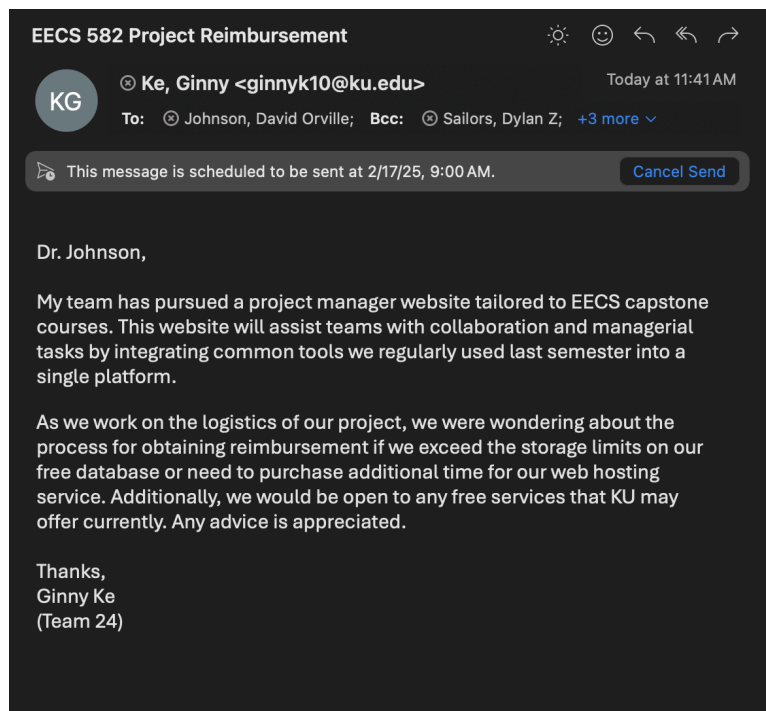 EECS 582 Project Reimbursement
KG
Ke, Ginny <ginnyk10@ku.edu>
Today at 11:41 AM
To: Johnson, David Orville; Bcc: Sailors, Dylan Z; +3 more
This message is scheduled to be sent at 2/17/25, 9:00 AM.
Cancel Send
Dr. Johnson,
My team has pursued a project manager website tailored to EECS capstone
courses. This website will assist teams with collaboration and managerial
tasks by integrating common tools we regularly used last semester into a
single platform.
As we work on the logistics of our project, we were wondering about the
process for obtaining reimbursement if we exceed the storage limits on our
free database or need to purchase additional time for our web hosting
service. Additionally, we would be open to any free services that KU may
offer currently. Any advice is appreciated.
Thanks,
Ginny Ke
(Team 24)